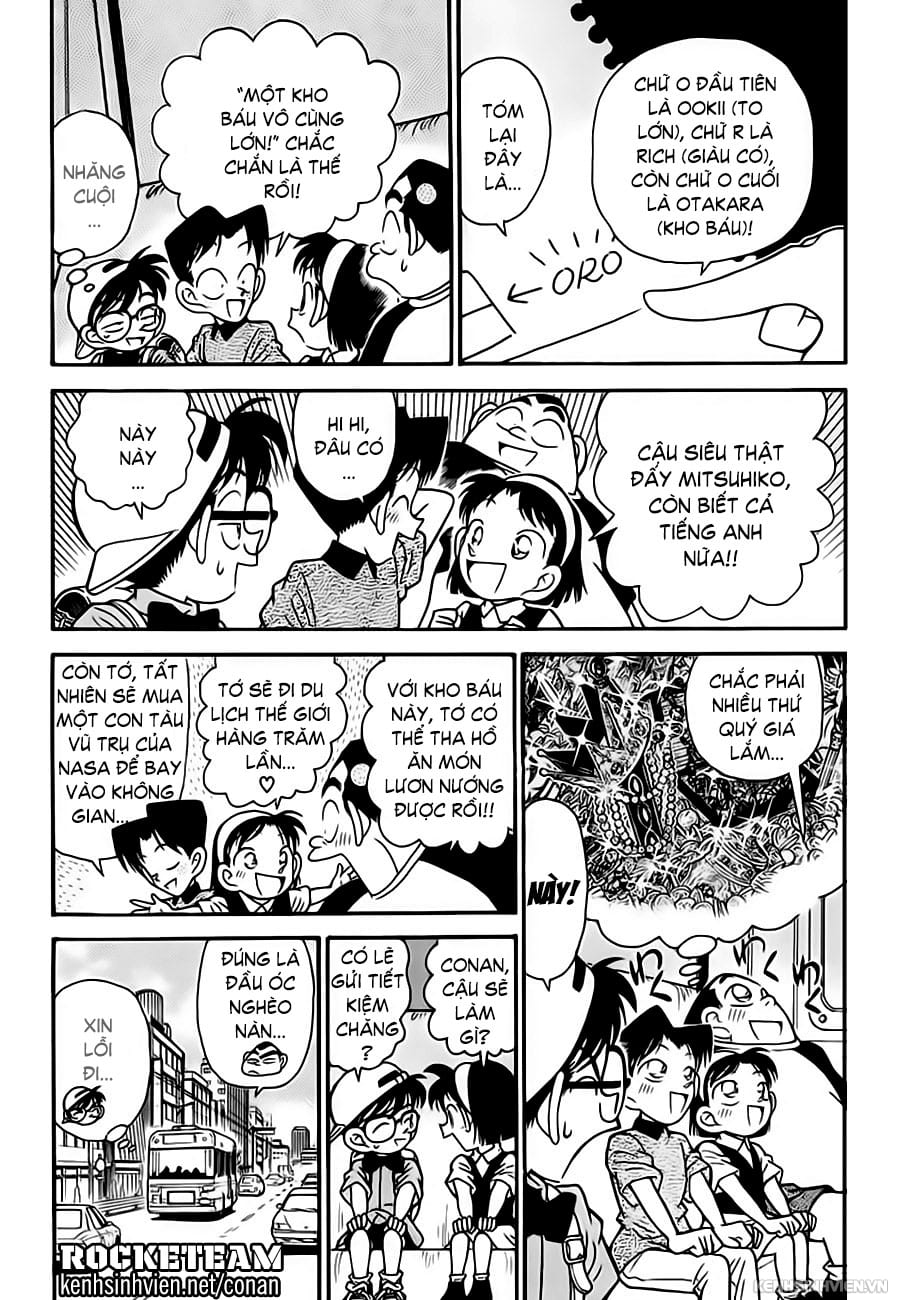 CHỮ O ĐẦU TIÊN
LÀ OOKII (TO
LỚN), CHỮ R LÀ
RICH (GIÀU CÓ),
CÒN CHỮ O CUỐI
LÀ OTAKARA
(KHO BÁU)!
TÓM
LẠI
ĐÂY
LÀ...
←ORO
"MỘT KHO
BÁU VÔ CÙNG
LỚN!" CHẮC
CHẮN LÀ THẾ
RỒI!
NHĂNG
CUỘI
...
CẬU SIÊU THẬT
ĐẤY MITSUHIKO,
CÒN BIẾT CẢ
TIẾNG ANH
NỮA!!
HI HI,
ĐÂU CÓ
...
NÀY
NÀY
...
CHẮC PHẢI
NHIỀU THỨ
QUÝ GIÁ
LẮM...
わく
わく
NÀY!
VỚI KHO BÁU
NÀY, TỚ CÓ
THỂ THA HỒ
ĂN MÓN
LƯƠN NƯỚNG
ĐƯỢC RỒI!!
TỚ SẼ ĐI DU
LỊCH THẾ GIỚI
HÀNG TRĂM
LẦN...
♡
CÒN TỚ, TẤT
NHIÊN SẼ MUA
MỘT CON TÀU
VŨ TRỤ CỦA
NASA ĐỂ BAY
VÀO KHÔNG
GIAN...
CONAN,
CẬU SẼ
LÀM
GÌ?
CÓ LẼ
GỬI TIẾT
KIỆM
CHĂNG
?
ĐÚNG LÀ
ĐẦU ÓC
NGHÈO
NÀN...
XIN
LỖI
ĐI...
ROCKETEAM
kenhsinhvien.net/conan
KENHSINHVIEN.VN